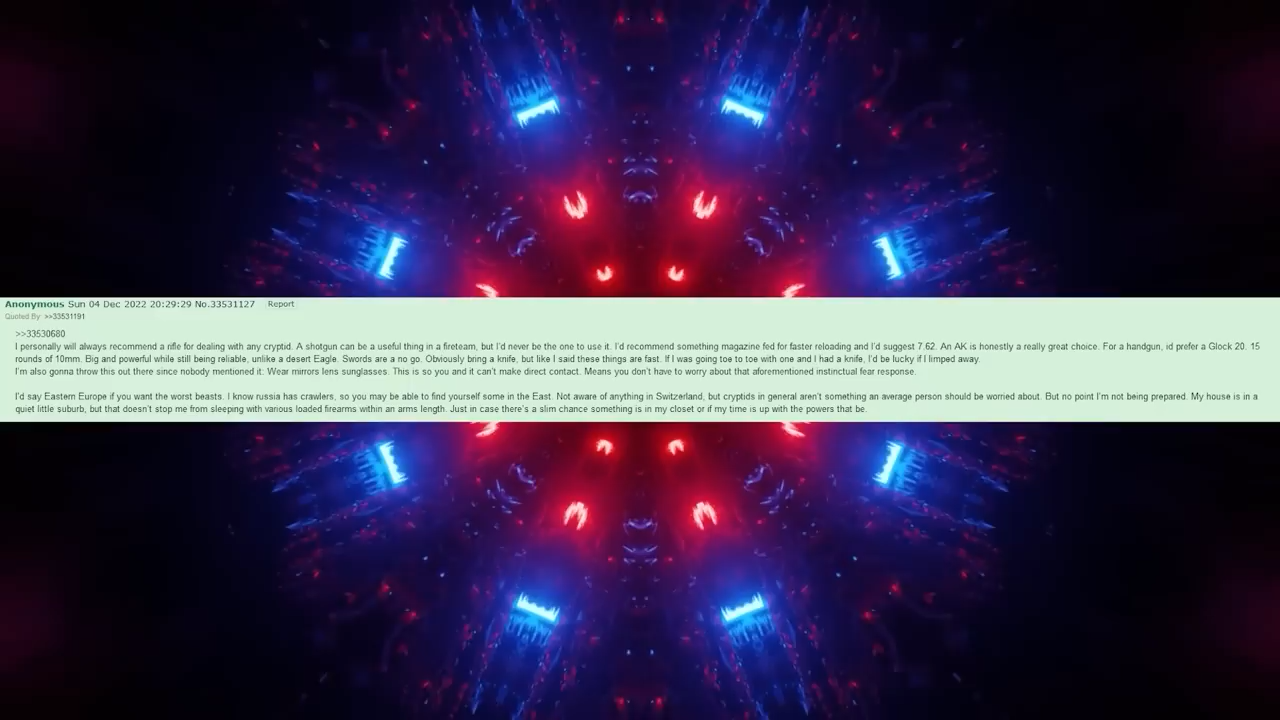 Anonymous Sun 04 Dec 2022 20:29:29 No.33531127 Report
Quoted By: >>33531191
>>33530680
I personally will always recommend a rifle for dealing with any cryptid. A shotgun can be a useful thing in a fireteam, but I'd never be the one to use it. I'd recommend something magazine fed for faster reloading and I'd suggest 7.62. An AK is honestly a really great choice. For a handgun, id prefer a Glock 20. 15
rounds of 10mm. Big and powerful while still being reliable, unlike a desert Eagle. Swords are a no go. Obviously bring a knife, but like I said these things are fast. If I was going toe to toe with one and I had a knife, I'd be lucky if I limped away.
I'm also gonna throw this out there since nobody mentioned it: Wear mirrors lens sunglasses. This is so you and it can't make direct contact. Means you don't have to worry about that aforementioned instinctual fear response.
I'd say Eastern Europe if you want the worst beasts. I know russia has crawlers, so you may be able to find yourself some in the East. Not aware of anything in Switzerland, but cryptids in general aren't something an average person should be worried about. But no point I'm not being prepared. My house is in a
quiet little suburb, but that doesn't stop me from sleeping with various loaded firearms within an arms length. Just in case there's a slim chance something is in my closet or if my time is up with the powers that be.